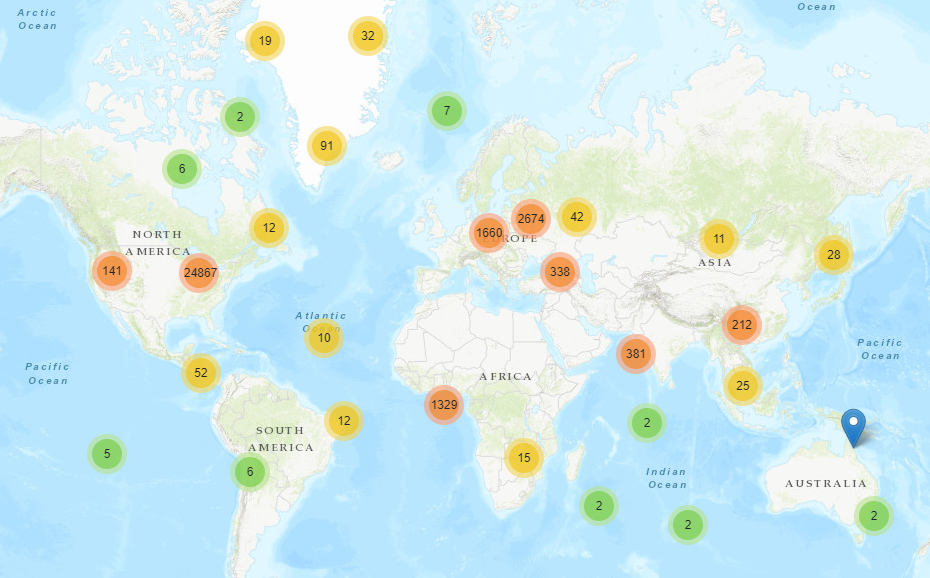 Arctic
Ocean
Ocean
19
32
2
7
91
6
12
NORTH
AMERICA
141
24867
1660
2674
42
EUROPE
338
11
ASIA
28
Atlantic
Ocean
10
212
381
Pacific
Ocean
Pacific
Ocean
52
AFRICA
25
1329
12
2
SOUTH
AMERICA
5
6
15
Indian
Ocean
AUSTRALIA
2
2
2